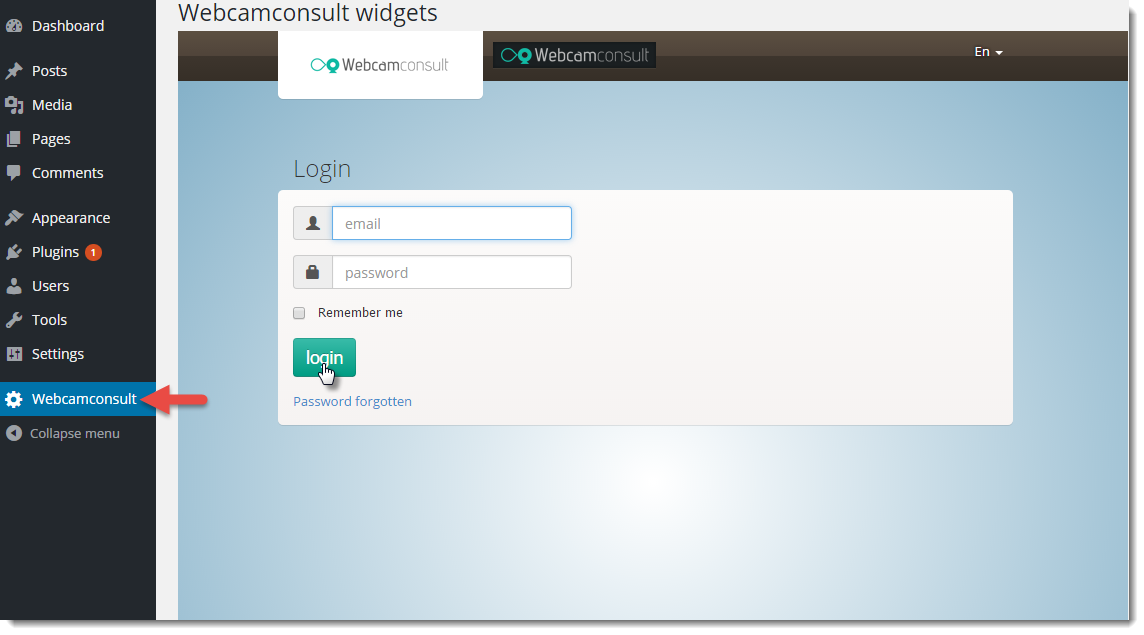 Dashboard
Posts
Media
Pages
Comments
Appearance
Plugins 1
Users
Tools
Settings
Webcamconsult
Collapse menu
Webcamconsult widgets
Webcamconsult
Webcamconsult
En
Login
email
password
Remember me
login
Password forgotten